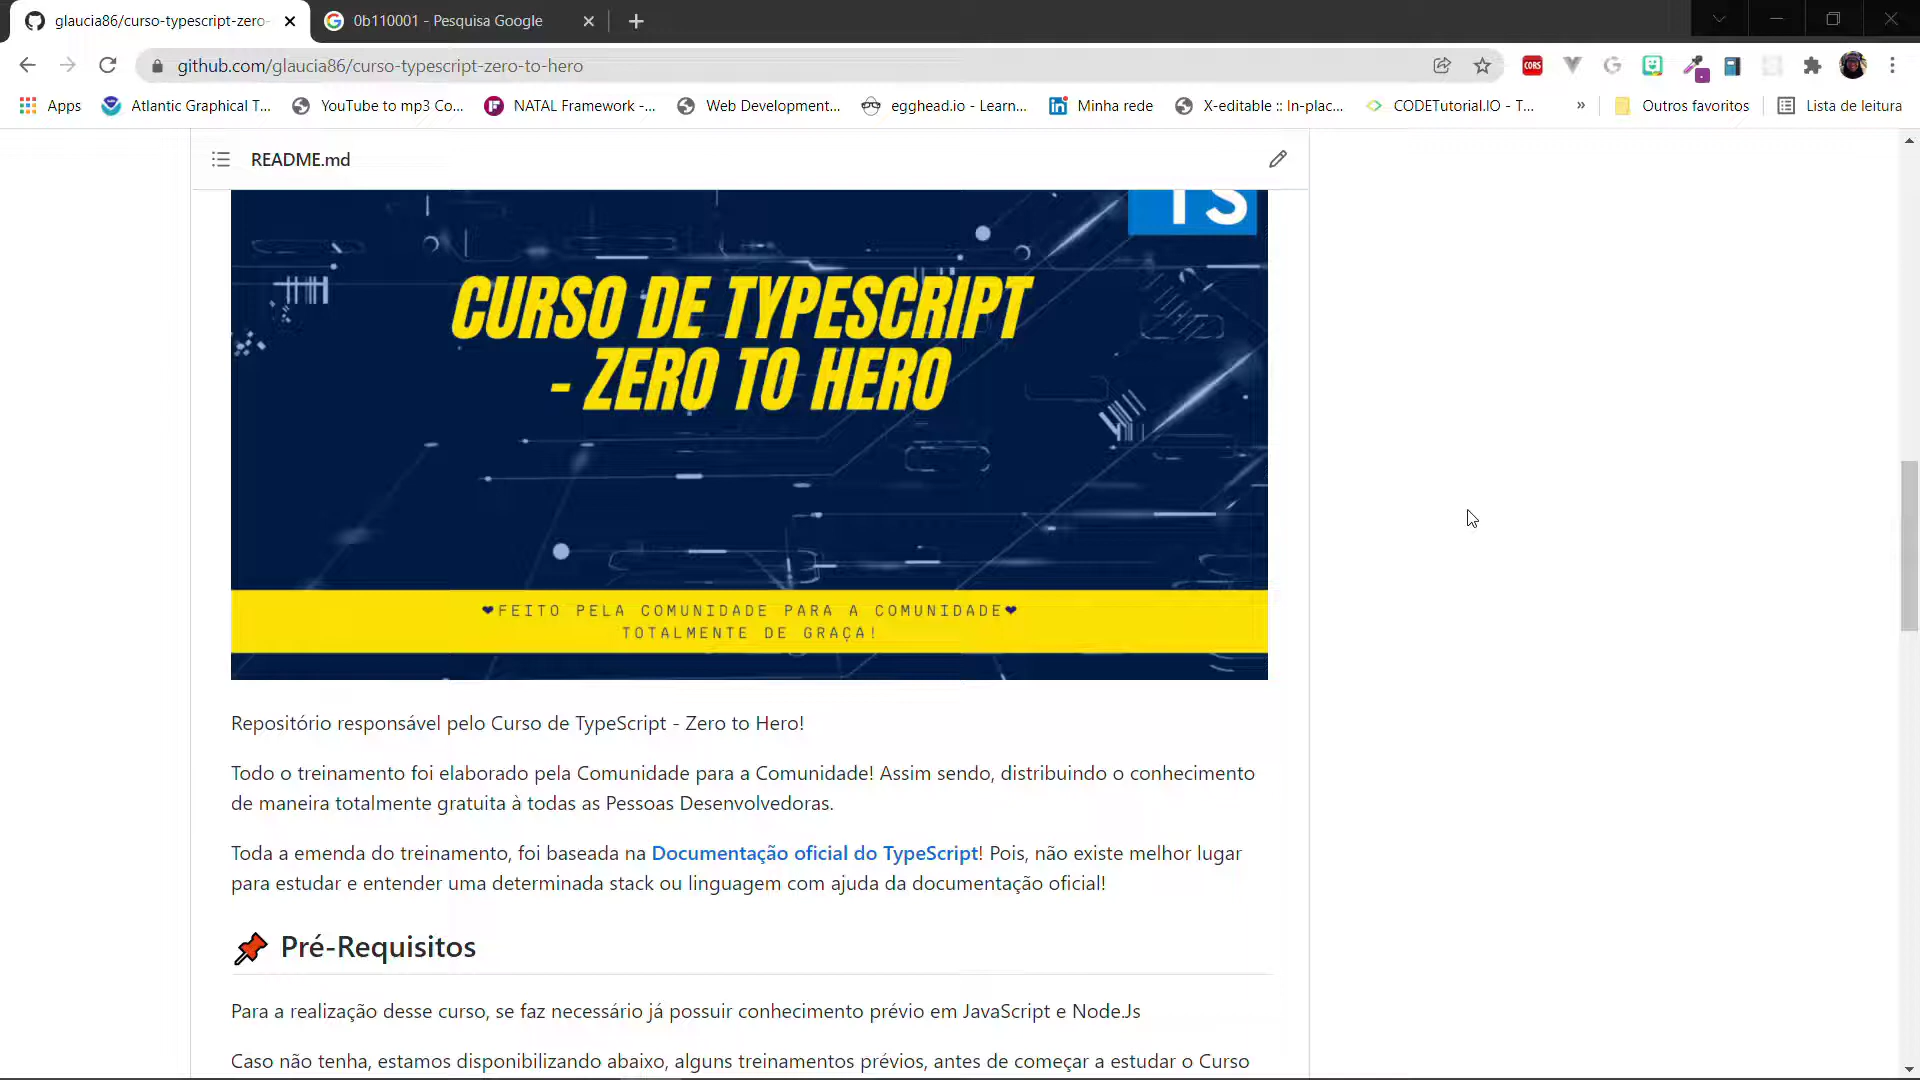 glaucia86/curso-typescript-zero-
0b110001 - Pesquisa Google
github.com/glaucia86/curso-typescript-zero-to-hero
CORS
Apps
Atlantic Graphical T...
YouTube to mp3 Co...
NATAL Framework -...
Web Development...
egghead.io - Learn...
Minha rede
X-editable :: In-plac...
CODETutorial.IO - T...
»
Outros favoritos
Lista de leitura
README.md
TS
CURSO DE TYPESCRIPT
- ZERO TO HERO
❤FEITO PELA COMUNIDADE PARA A COMUNIDADE❤
TOTALMENTE DE GRAÇA!
Repositório responsável pelo Curso de TypeScript - Zero to Hero!
Todo o treinamento foi elaborado pela Comunidade para a Comunidade! Assim sendo, distribuindo o conhecimento
de maneira totalmente gratuita à todas as Pessoas Desenvolvedoras.
Toda a emenda do treinamento, foi baseada na Documentação oficial do TypeScript! Pois, não existe melhor lugar
para estudar e entender uma determinada stack ou linguagem com ajuda da documentação oficial!
📌 Pré-Requisitos
Para a realização desse curso, se faz necessário já possuir conhecimento prévio em JavaScript e Node.Js
Caso não tenha, estamos disponibilizando abaixo, alguns treinamentos prévios, antes de começar a estudar o Curso